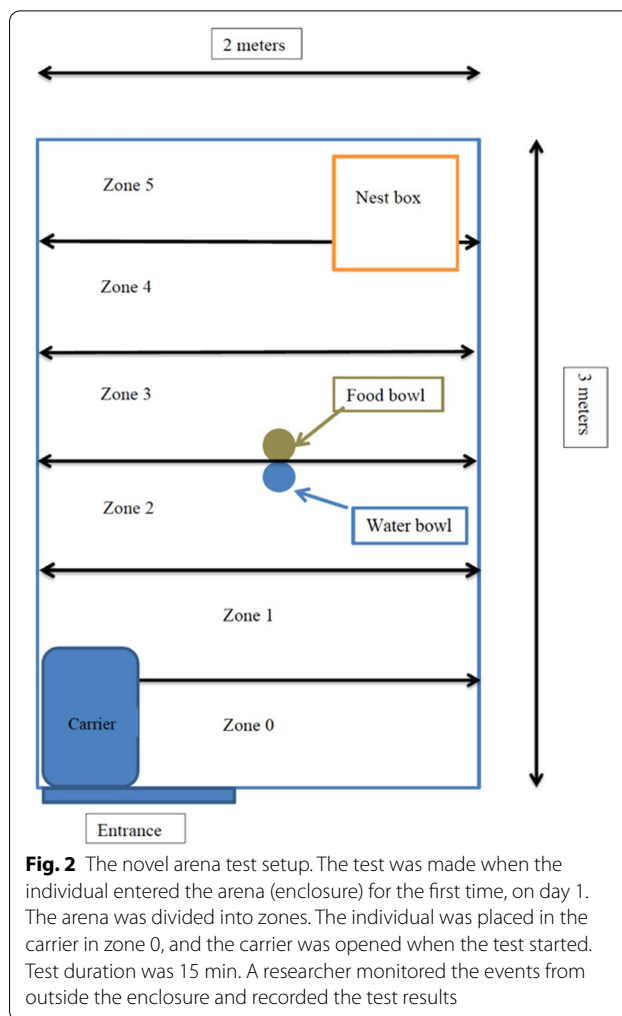 2 meters
Zone 5
Nest box
Zone 4
Zone 3
Food bowl
3 meters
Zone 2
Water bowl
Zone 1
Carrier
Zone 0
Entrance
Fig. 2 The novel arena test setup. The test was made when the
individual entered the arena (enclosure) for the first time, on day 1.
The arena was divided into zones. The individual was placed in the
carrier in zone 0, and the carrier was opened when the test started.
Test duration was 15 min. A researcher monitored the events from
outside the enclosure and recorded the test results